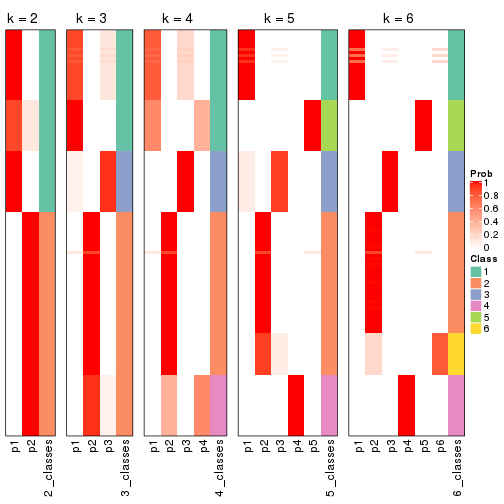 k = 2
k = 3
k = 4
k = 5
k = 6
p1
p2
2_classes
p1
p2
p3
3_classes
p1
p2
p3
p4
4_classes
p1
p2
p3
p4
p5
5_classes
p1
p2
p3
p4
p5
p6
6_classes
Prob
1
0.8
0.6
0.4
0.2
0
Class
1
2
3
4
5
6